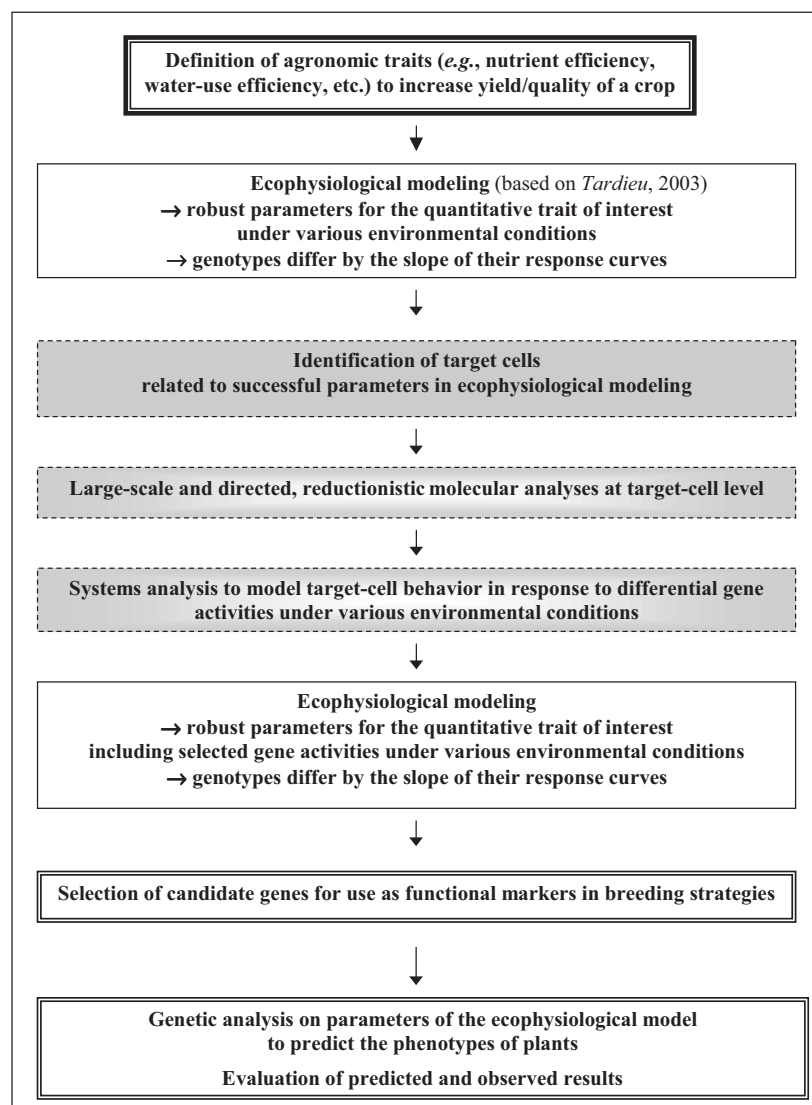 Definition of agronomic traits (e.g., nutrient efficiency,
water-use efficiency, etc.) to increase yield/quality of a crop
Ecophysiological modeling (based on Tardieu, 2003)
→ robust parameters for the quantitative trait of interest
under various environmental conditions
→ genotypes differ by the slope of their response curves
Identification of target cells
related to successful parameters in ecophysiological modeling
Large-scale and directed, reductionistic molecular analyses at target-cell level
Systems analysis to model target-cell behavior in response to differential gene
activities under various environmental conditions
Ecophysiological modeling
→ robust parameters for the quantitative trait of interest
including selected gene activities under various environmental conditions
→ genotypes differ by the slope of their response curves
Selection of candidate genes for use as functional markers in breeding strategies
Genetic analysis on parameters of the ecophysiological model
to predict the phenotypes of plants
Evaluation of predicted and observed results